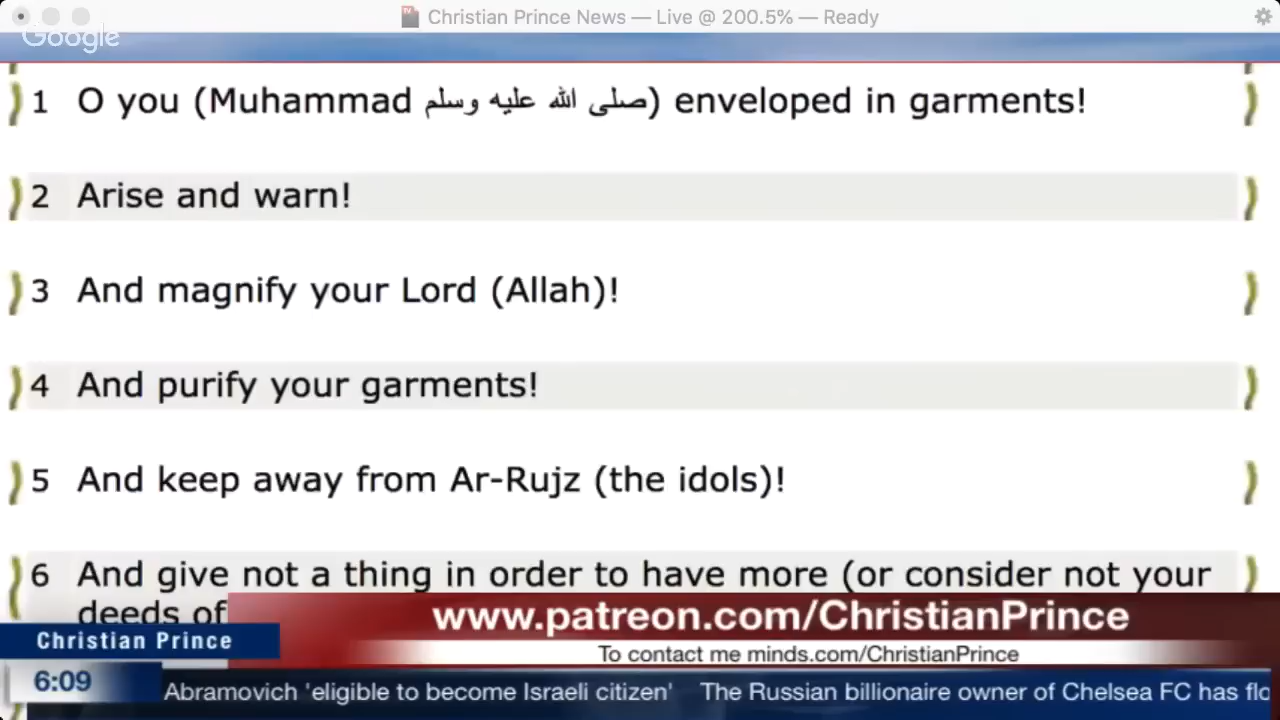 Christian Prince News — Live @ 200.5% — Ready
Google
1 O you (Muhammad صلى الله عليه وسلم) enveloped in garments!
2 Arise and warn!
3 And magnify your Lord (Allah)!
4 And purify your garments!
5 And keep away from Ar-Rujz (the idols)!
6 And give not a thing in order to have more (or consider not your
deeds of
www.patreon.com/ChristianPrince
Christian Prince
To contact me minds.com/ChristianPrince
6:09
Abramovich 'eligible to become Israeli citizen' The Russian billionaire owner of Chelsea FC has